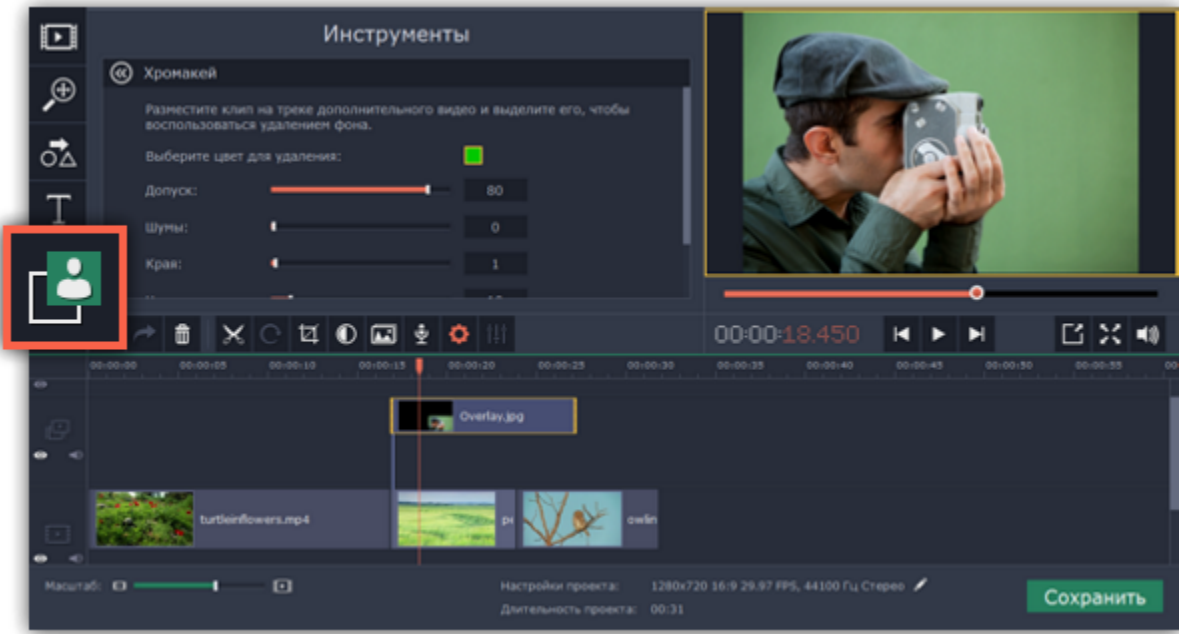 Инструменты
Хромакей
Разместите клип на треке дополнительного видео и выделите его, чтобы
воспользоваться удалением фона.
Выберите цвет для удаления:
Допуск: 80
Шумы: 0
Края: 1
00:00:18.450
00:00:00 00:00:05 00:00:10 00:00:15 00:00:20 00:00:25 00:00:30 00:00:35 00:00:40 00:00:45 00:00:50 00:00:55 00
Overlay.jpg
turtleinflowers.mp4 owlin
Масштаб: Настройки проекта: 1280x720 16:9 29.97 FPS, 44100 Гц Стерео
Длительность проекта: 00:31
Сохранить